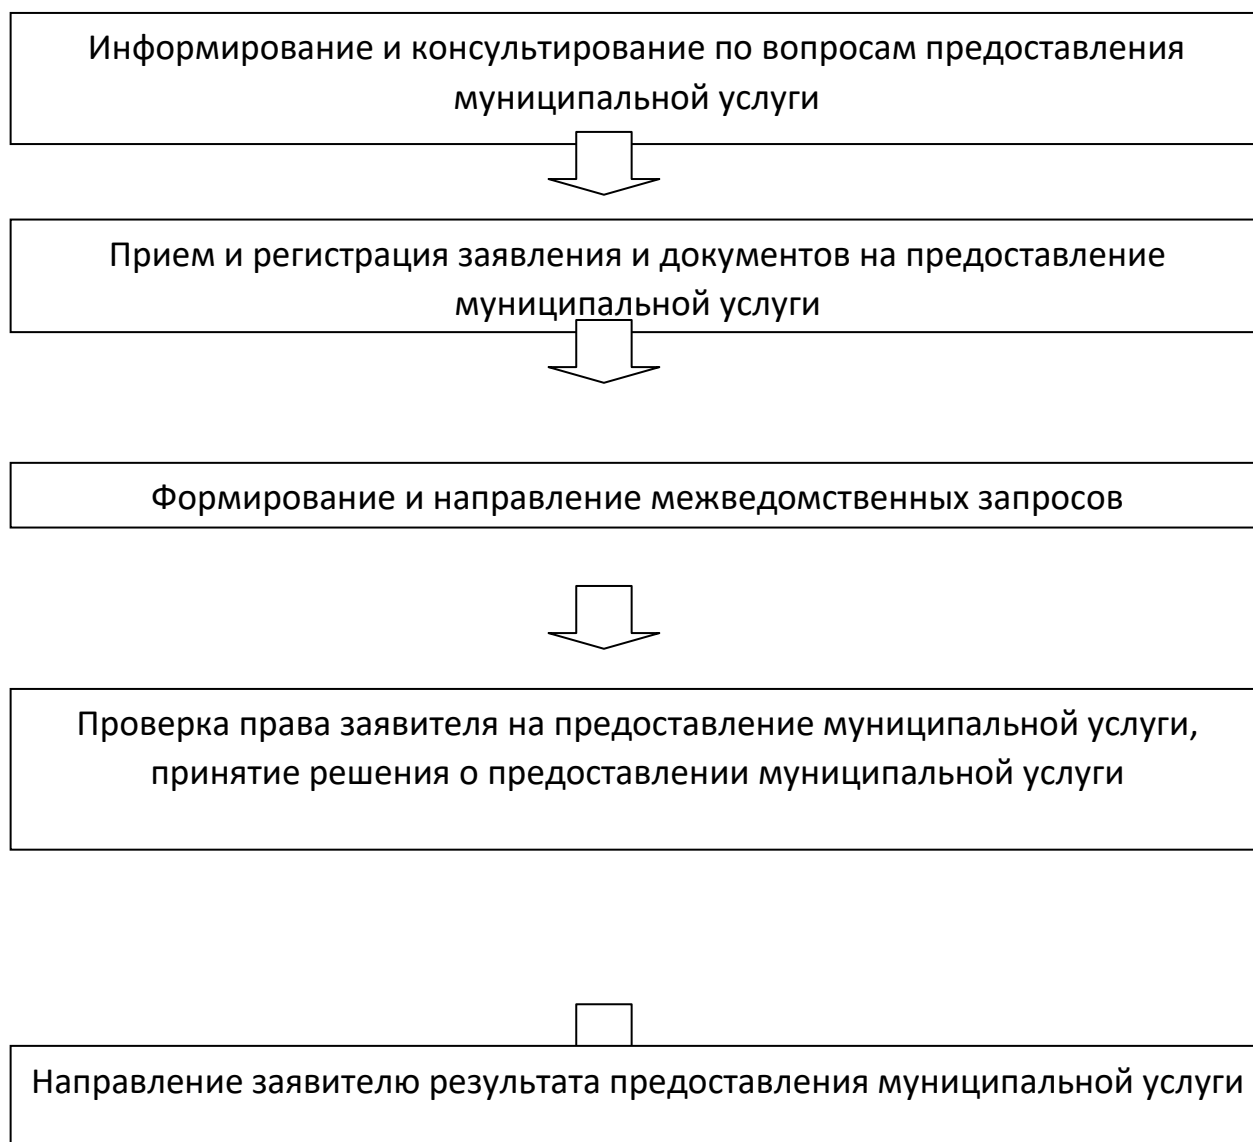 Информирование и консультирование по вопросам предоставления
муниципальной услуги
Прием и регистрация заявления и документов на предоставление
муниципальной услуги
Формирование и направление межведомственных запросов
Проверка права заявителя на предоставление муниципальной услуги,
принятие решения о предоставлении муниципальной услуги
Направление заявителю результата предоставления муниципальной услуги